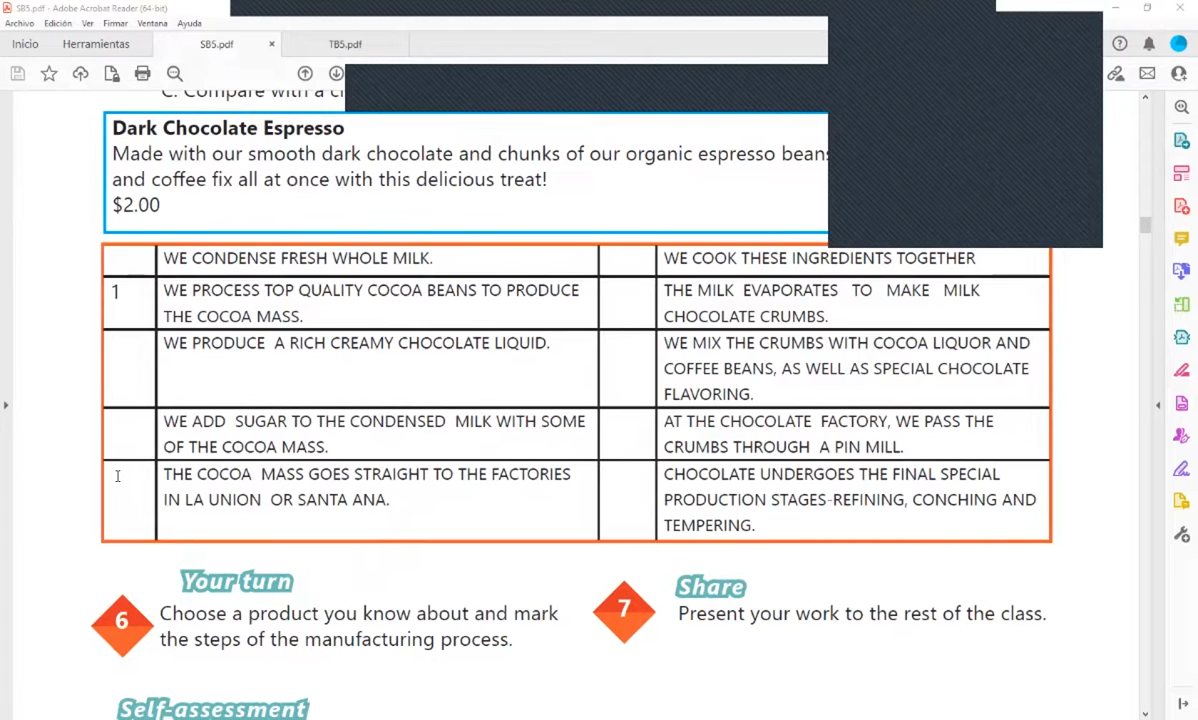 SB5.pdf - Adobe Acrobat Reader (64-bit)
Archivo Edición Ver Firmar Ventana Ayuda
Inicio Herramientas SB5.pdf × TB5.pdf
C. Compare with a
Dark Chocolate Espresso
Made with our smooth dark chocolate and chunks of our organic espresso beans
and coffee fix all at once with this delicious treat!
$2.00
WE CONDENSE FRESH WHOLE MILK.
WE COOK THESE INGREDIENTS TOGETHER
1 WE PROCESS TOP QUALITY COCOA BEANS TO PRODUCE
THE COCOA MASS.
THE MILK EVAPORATES TO MAKE MILK
CHOCOLATE CRUMBS.
WE PRODUCE A RICH CREAMY CHOCOLATE LIQUID.
WE MIX THE CRUMBS WITH COCOA LIQUOR AND
COFFEE BEANS, AS WELL AS SPECIAL CHOCOLATE
FLAVORING.
WE ADD SUGAR TO THE CONDENSED MILK WITH SOME
OF THE COCOA MASS.
AT THE CHOCOLATE FACTORY, WE PASS THE
CRUMBS THROUGH A PIN MILL.
THE COCOA MASS GOES STRAIGHT TO THE FACTORIES
IN LA UNION OR SANTA ANA.
CHOCOLATE UNDERGOES THE FINAL SPECIAL
PRODUCTION STAGES-REFINING, CONCHING AND
TEMPERING.
Your turn
6 Choose a product you know about and mark
the steps of the manufacturing process.
Share
7 Present your work to the rest of the class.
Self-assessment